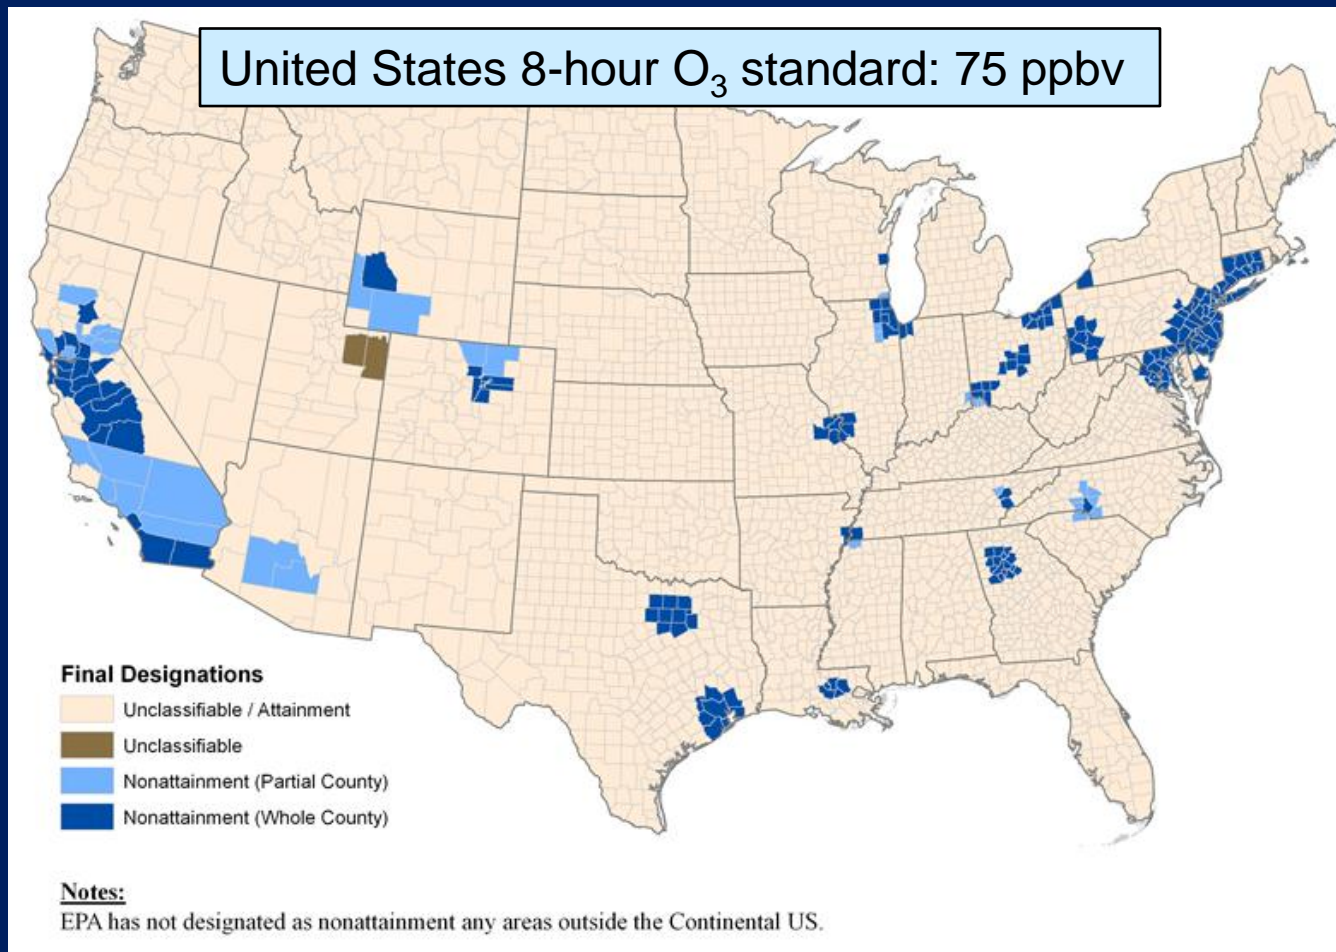 United States 8-hour O₃ standard: 75 ppbv
Final Designations
Unclassifiable / Attainment
Unclassifiable
Nonattainment (Partial County)
Nonattainment (Whole County)
Notes:
EPA has not designated as nonattainment any areas outside the Continental US.